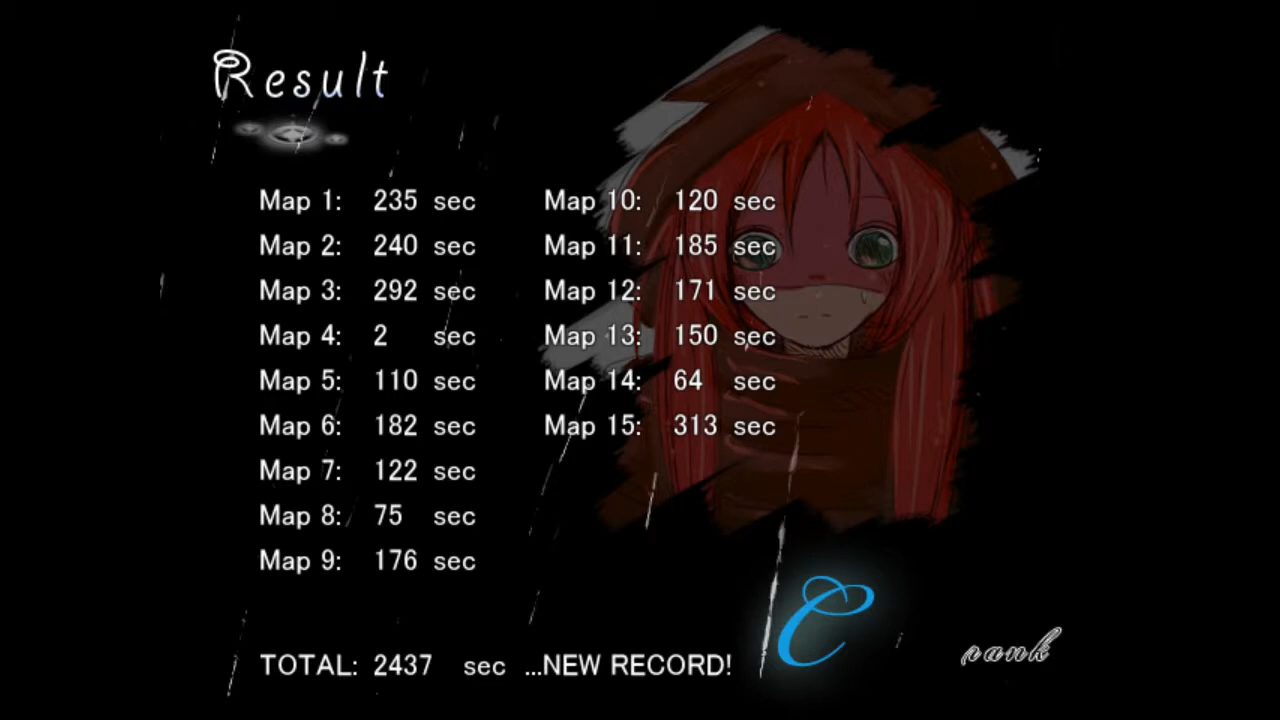 Result
Map 1: 235 sec
Map 2: 240 sec
Map 3: 292 sec
Map 4: 2 sec
Map 5: 110 sec
Map 6: 182 sec
Map 7: 122 sec
Map 8: 75 sec
Map 9: 176 sec
Map 10: 120 sec
Map 11: 185 sec
Map 12: 171 sec
Map 13: 150 sec
Map 14: 64 sec
Map 15: 313 sec
TOTAL: 2437 sec ...NEW RECORD!
C rank